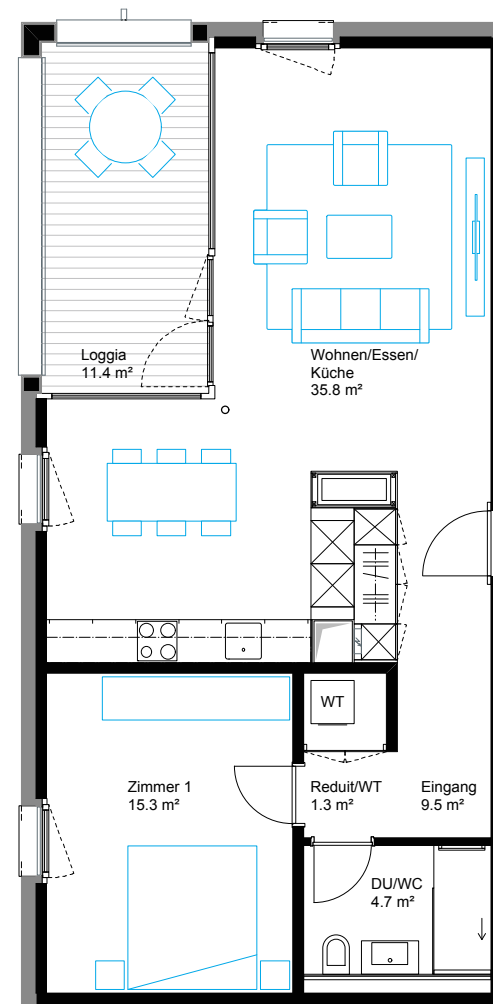 Loggia
11.4 m²
Wohnen/Essen/
Küche
35.8 m²
WT
Zimmer 1
15.3 m²
Reduit/WT
1.3 m²
Eingang
9.5 m²
DU/WC
4.7 m²